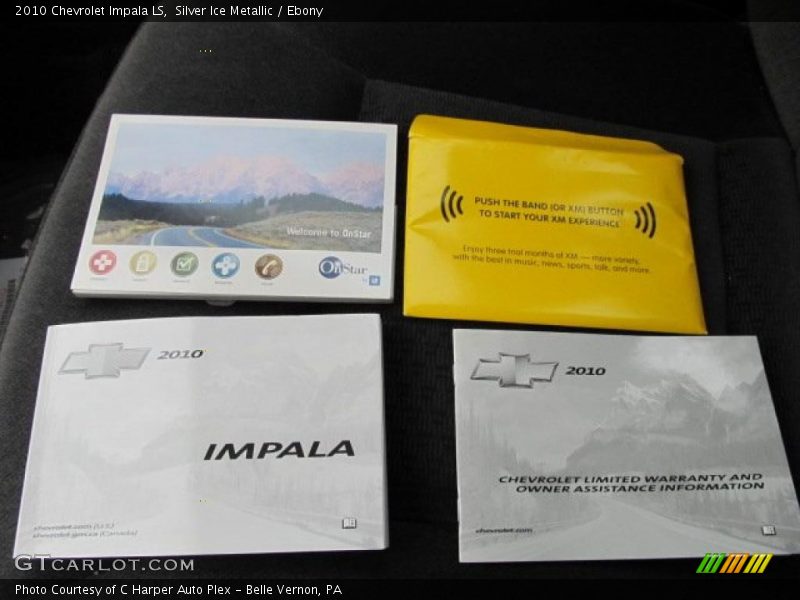 2010 Chevrolet Impala LS,  Silver Ice Metallic / Ebony
Welcome to OnStar
OnStar
by GM
PUSH THE BAND (OR XM) BUTTON
TO START YOUR XM EXPERIENCE
Enjoy three trial months of XM — more variety,
with the best in music, news, sports, talk, and more.
2010
IMPALA
chevrolet.com (U.S.)
chevrolet.gm.ca (Canada)
2010
CHEVROLET LIMITED WARRANTY AND
OWNER ASSISTANCE INFORMATION
chevrolet.com
GTCarLot.com
Photo Courtesy of C Harper Auto Plex - Belle Vernon, PA